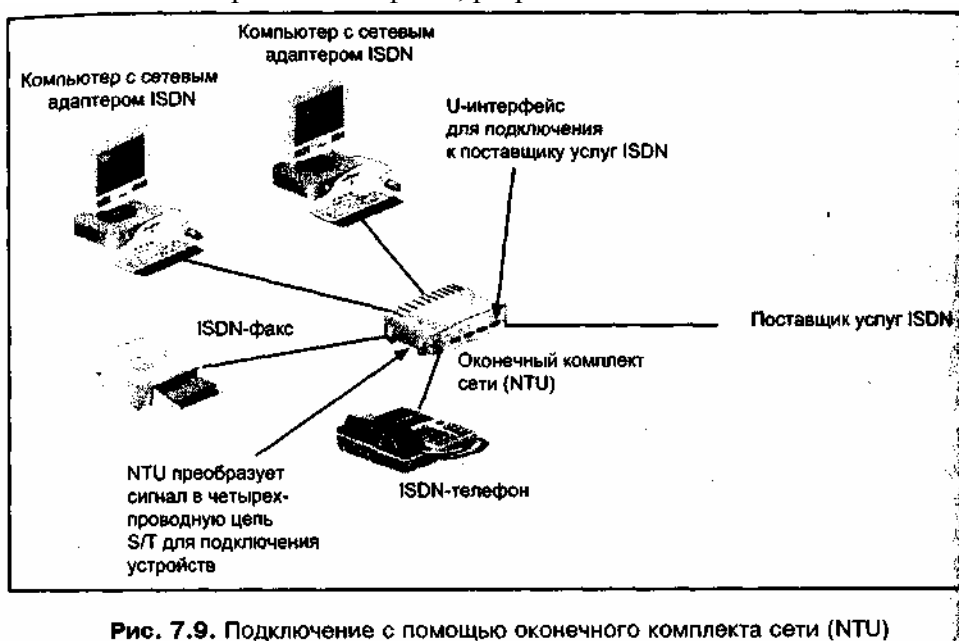 Компьютер с сетевым
адаптером ISDN
Компьютер с сетевым
адаптером ISDN
U-интерфейс
для подключения
к поставщику услуг ISDN
ISDN-факс
Поставщик услуг ISDN
Оконечный комплект
сети (NTU)
NTU преобразует
сигнал в четырех-
проводную цепь
S/T для подключения
устройств
ISDN-телефон
Рис. 7.9. Подключение с помощью оконечного комплекта сети (NTU)